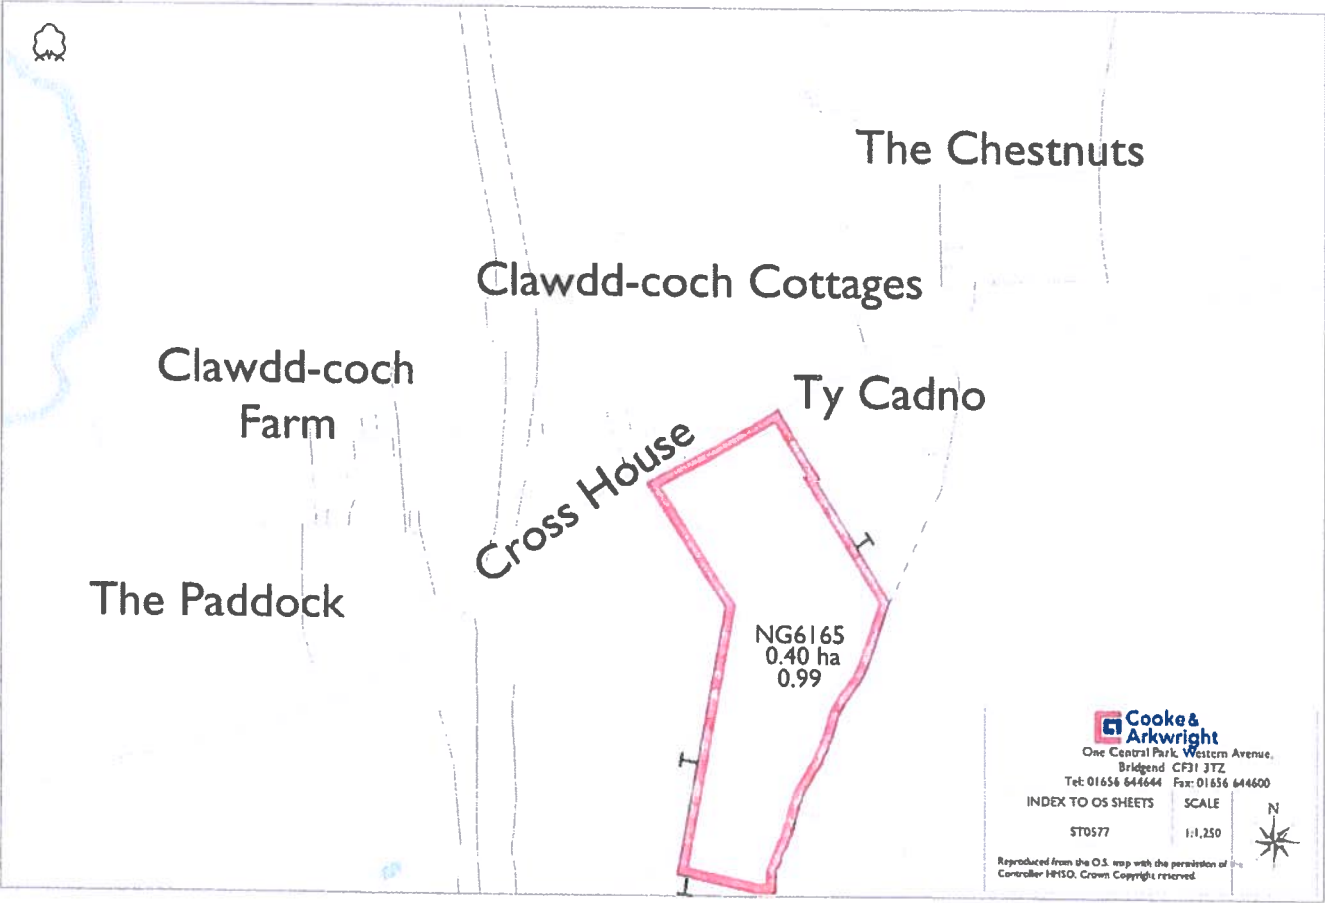 The Chestnuts
Clawdd-coch Cottages
Clawdd-coch
Farm
Ty Cadno
Cross House
The Paddock
NG6165
0.40 ha
0.99
Cooke &
Arkwright
One Central Park, Western Avenue,
Bridgend CF31 3TZ
Tel: 01656 644644 Fax: 01656 644600
INDEX TO OS SHEETS
SCALE
N
ST0577
1:1,250
Reproduced from the O.S. map with the permission of the
Controller HMSO. Crown Copyright reserved